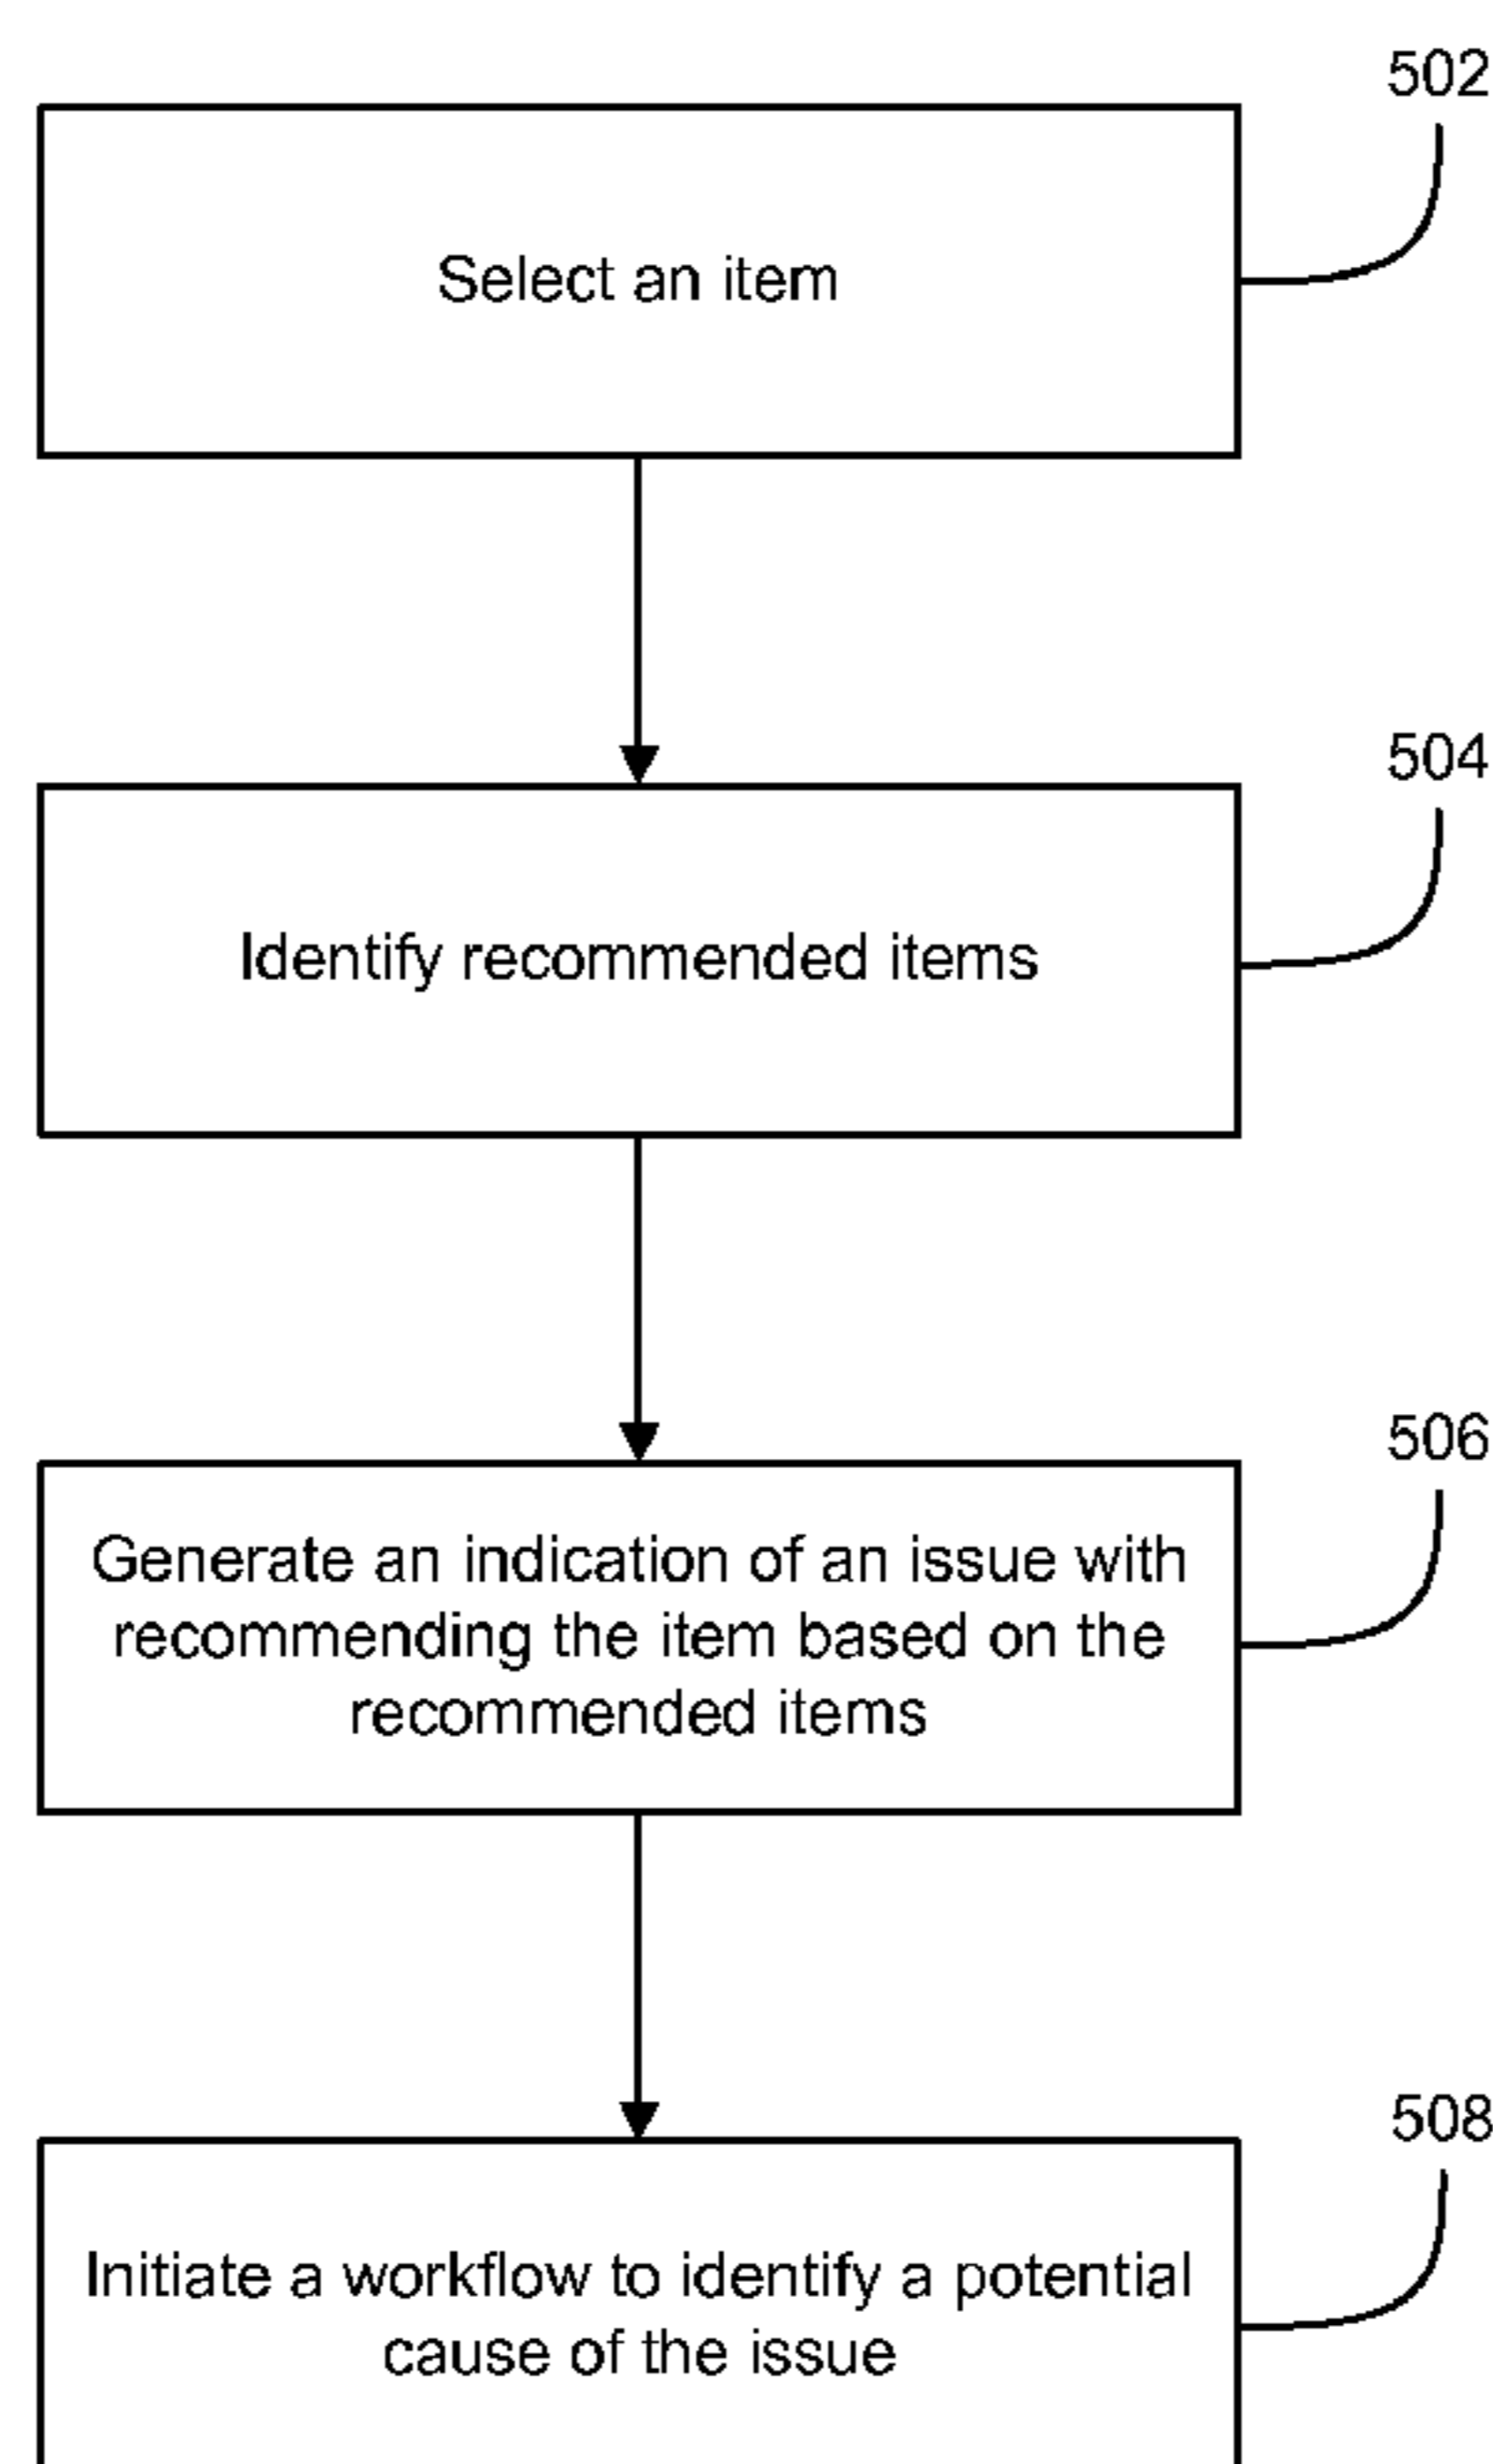 502
Select an item
504
Identify recommended items
506
Generate an indication of an issue with
recommending the item based on the
recommended items
508
Initiate a workflow to identify a potential
cause of the issue